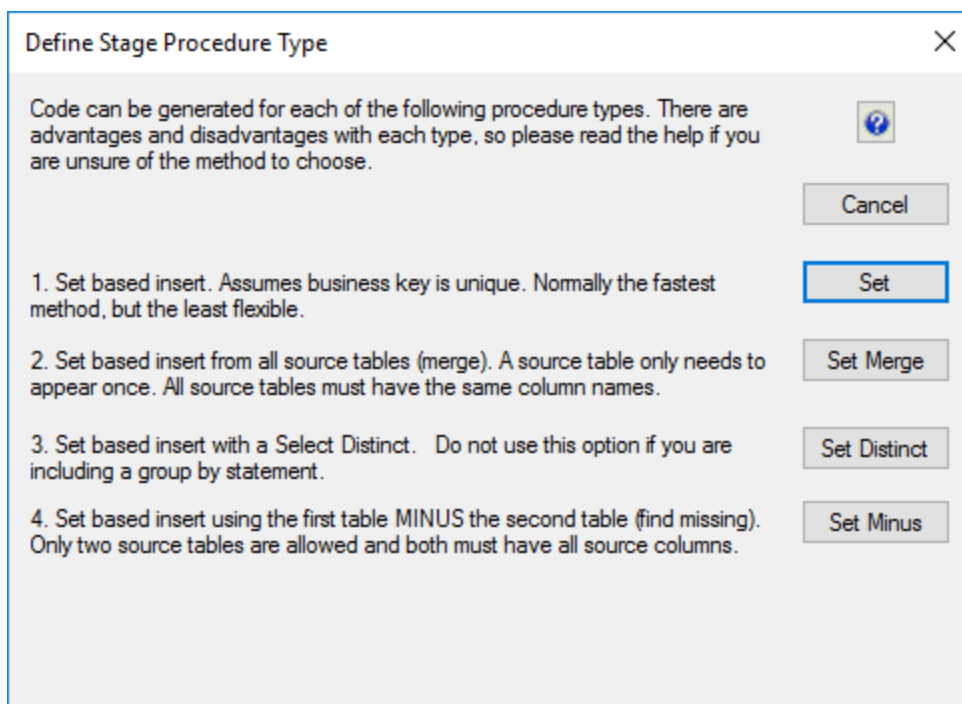 Define Stage Procedure Type
Code can be generated for each of the following procedure types. There are
advantages and disadvantages with each type, so please read the help if you
are unsure of the method to choose.
Cancel
1. Set based insert. Assumes business key is unique. Normally the fastest
method, but the least flexible.
Set
2. Set based insert from all source tables (merge). A source table only needs to
appear once. All source tables must have the same column names.
Set Merge
3. Set based insert with a Select Distinct.   Do not use this option if you are
including a group by statement.
Set Distinct
4. Set based insert using the first table MINUS the second table (find missing).
Only two source tables are allowed and both must have all source columns.
Set Minus